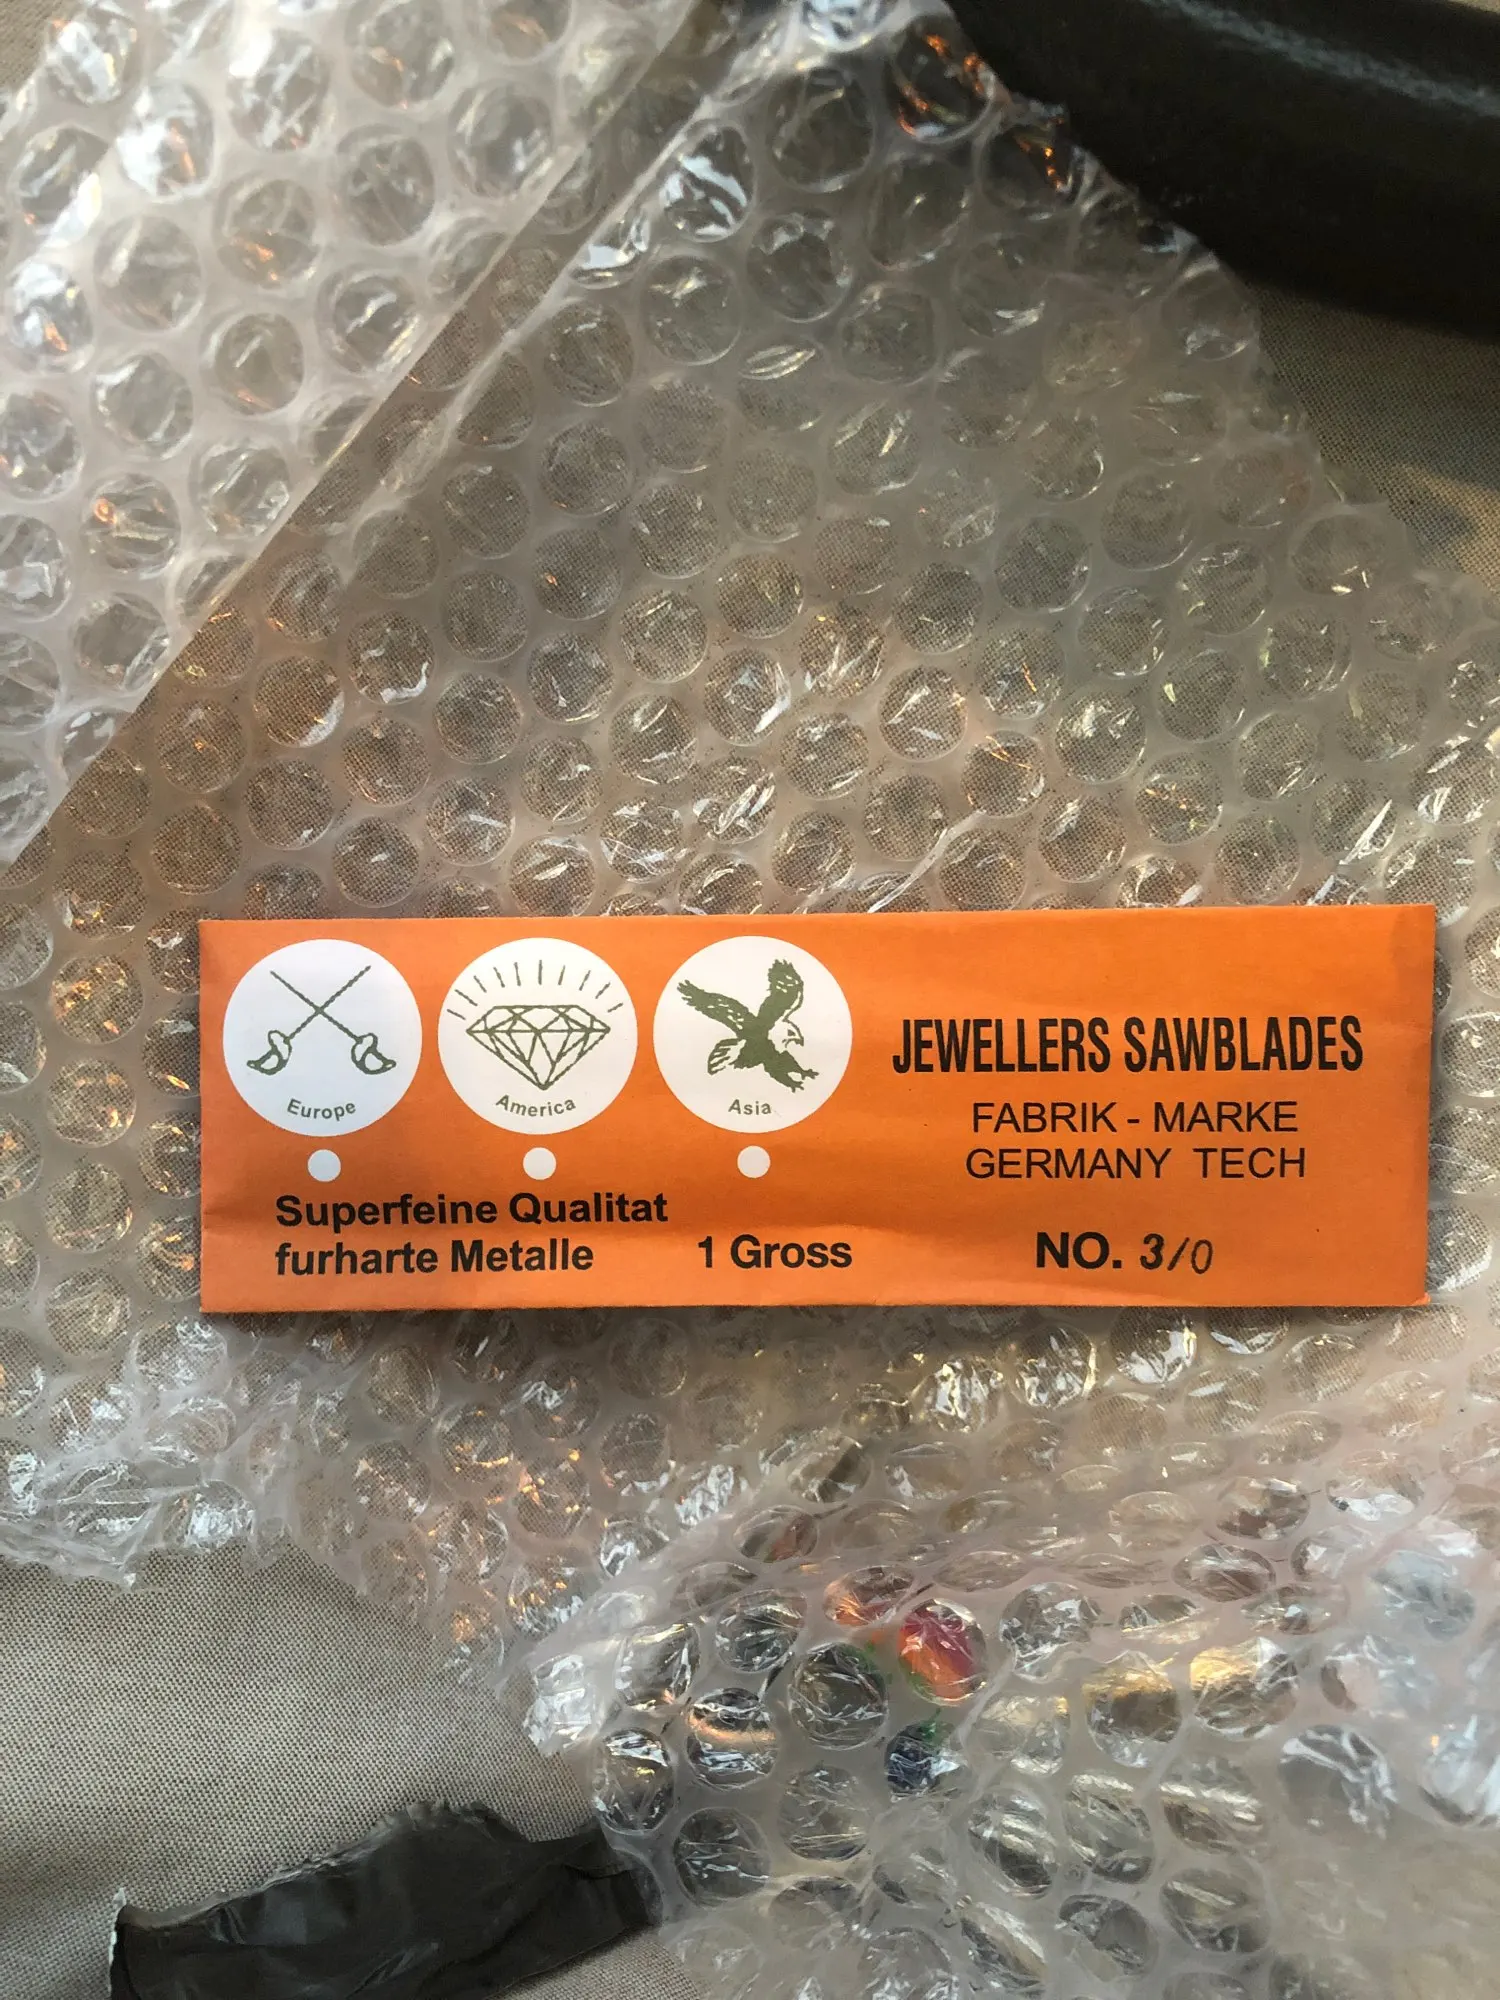 Europe
America
Asia
JEWELLERS SAWBLADES
FABRIK - MARKE
GERMANY TECH
Superfeine Qualitat
furharte Metalle
1 Gross
NO. 3/0